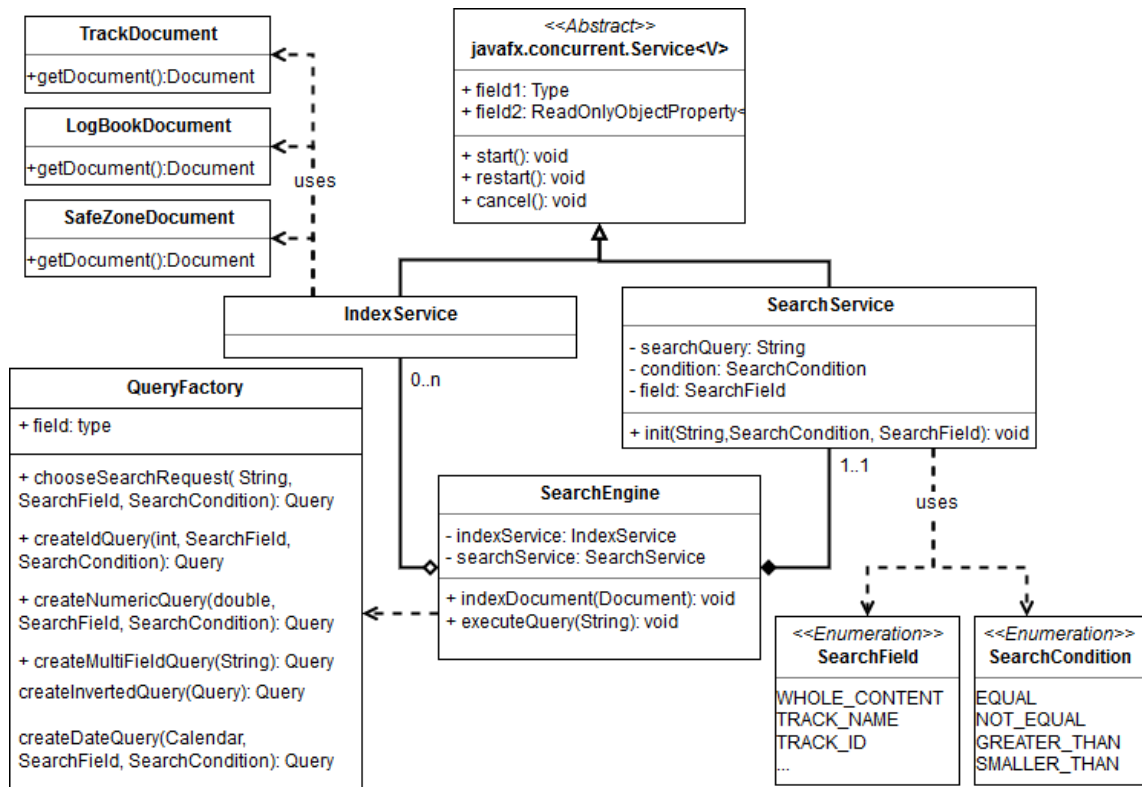 TrackDocument
+getDocument():Document
LogBookDocument
+getDocument():Document
uses
SafeZoneDocument
+getDocument():Document
<<Abstract>>
javafx.concurrent.Service<V>
+ field1: Type
+ field2: ReadOnlyObjectProperty<
+ start(): void
+ restart(): void
+ cancel(): void
IndexService
0..n
SearchService
- searchQuery: String
- condition: SearchCondition
- field: SearchField
+ init(String,SearchCondition, SearchField): void
1..1
uses
QueryFactory
+ field: type
+ chooseSearchRequest( String,
SearchField, SearchCondition): Query
+ createIdQuery(int, SearchField,
SearchCondition): Query
+ createNumericQuery(double,
SearchField, SearchCondition): Query
+ createMultiFieldQuery(String): Query
createInvertedQuery(Query): Query
createDateQuery(Calendar,
SearchField, SearchCondition): Query
SearchEngine
- indexService: IndexService
- searchService: SearchService
+ indexDocument(Document): void
+ executeQuery(String): void
<<Enumeration>>
SearchField
WHOLE_CONTENT
TRACK_NAME
TRACK_ID
...
<<Enumeration>>
SearchCondition
EQUAL
NOT_EQUAL
GREATER_THAN
SMALLER_THAN